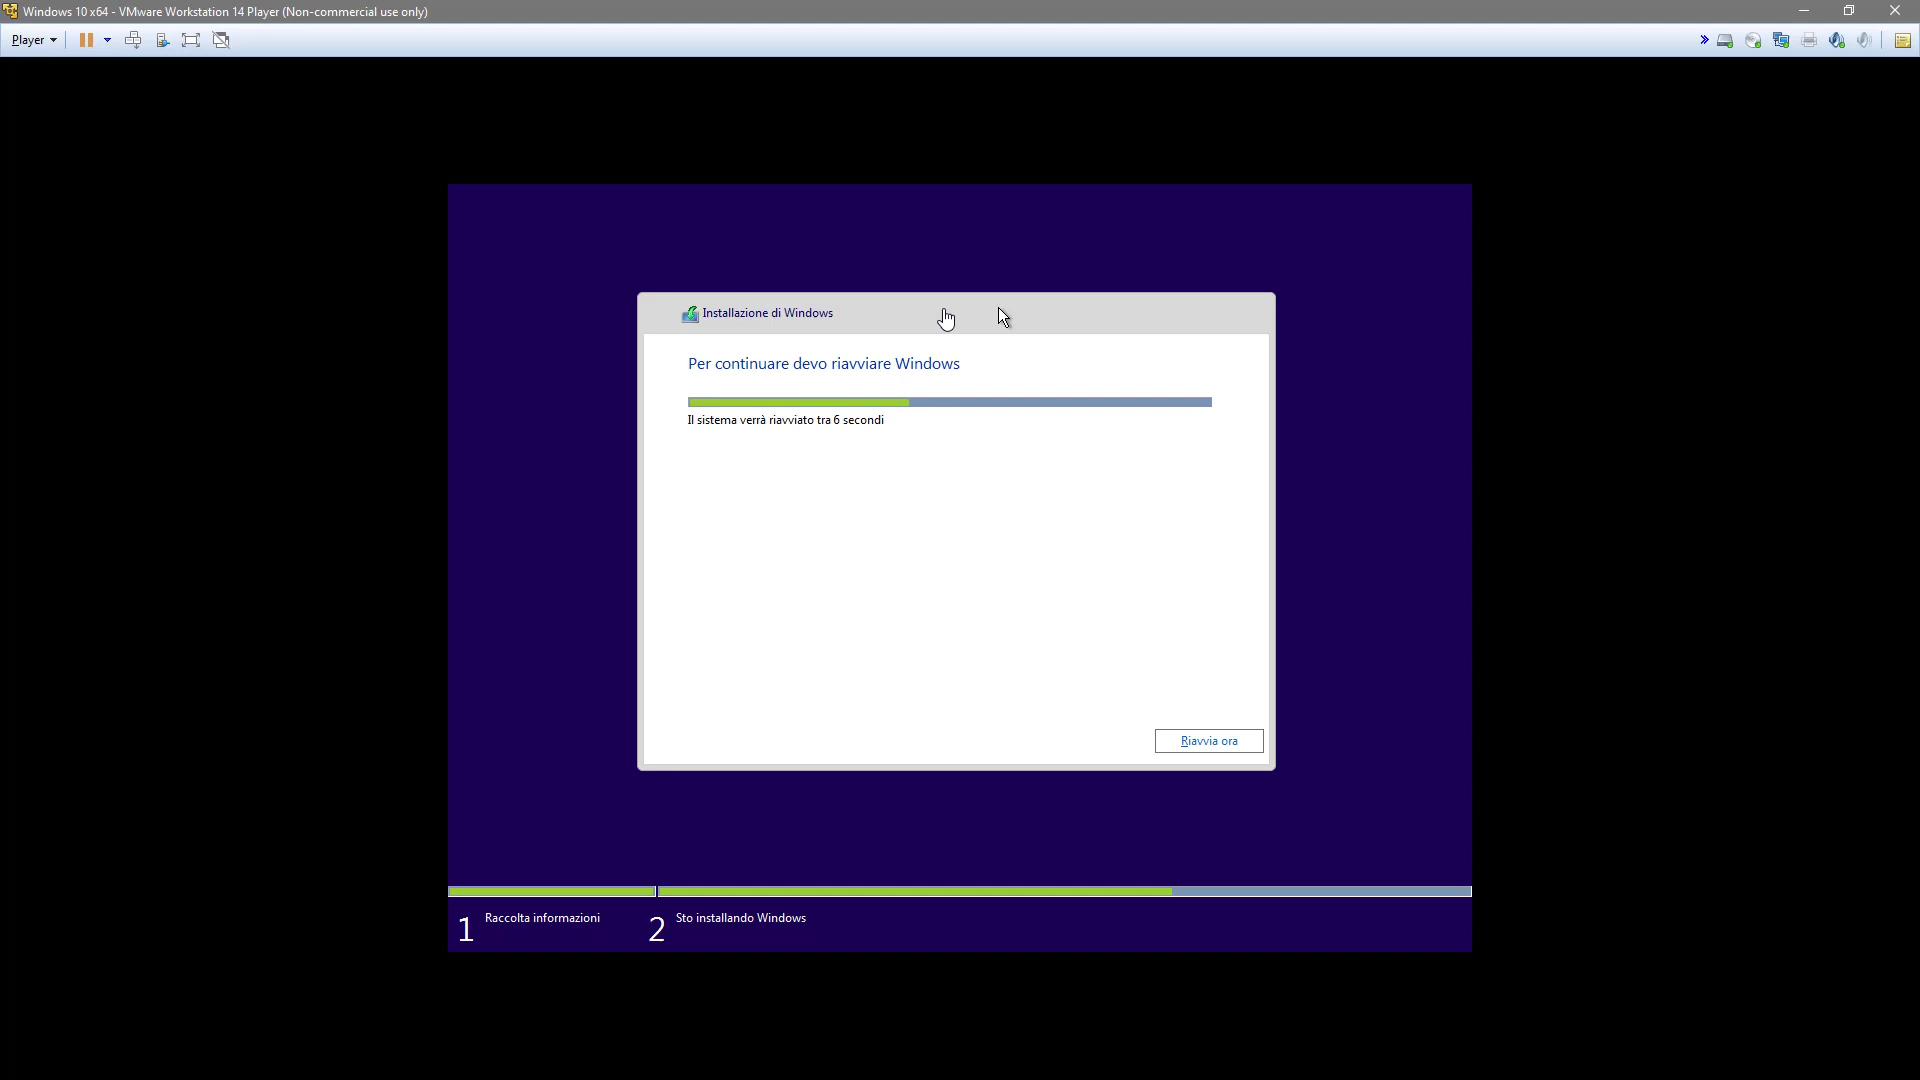 Windows 10 x64 - VMware Workstation 14 Player (Non-commercial use only)
Player
Installazione di Windows
Per continuare devo riavviare Windows
Il sistema verrà riavviato tra 6 secondi
Riavvia ora
1 Raccolta informazioni
2 Sto installando Windows